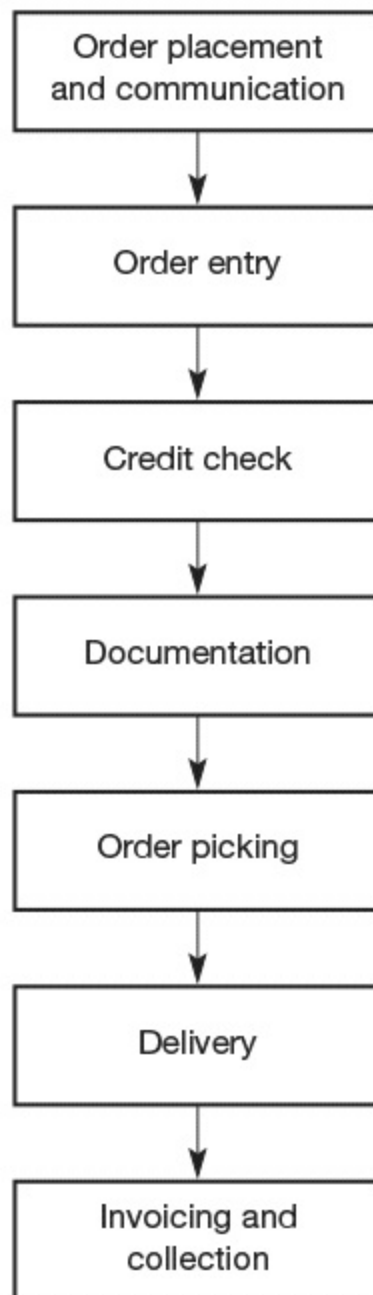 Order placement
and communication
Order entry
Credit check
Documentation
Order picking
Delivery
Invoicing and
collection